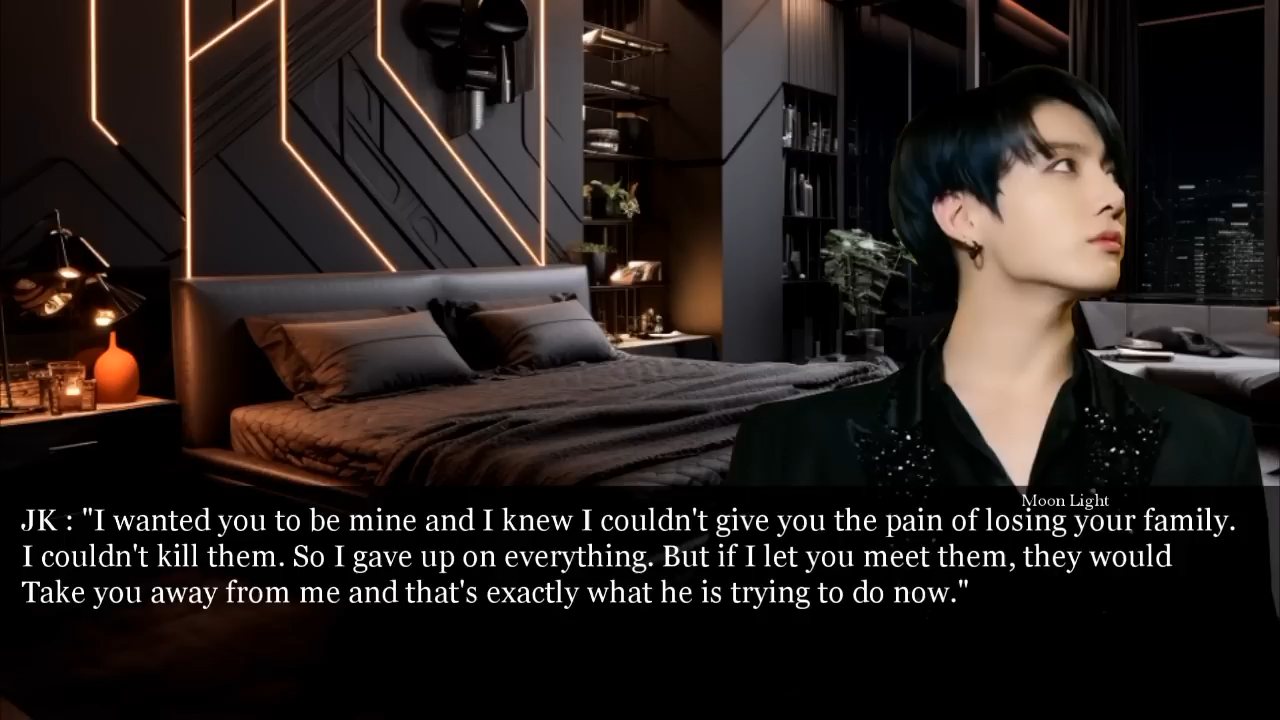 Moon Light
JK : "I wanted you to be mine and I knew I couldn't give you the pain of losing your family.
I couldn't kill them. So I gave up on everything. But if I let you meet them, they would
Take you away from me and that's exactly what he is trying to do now."